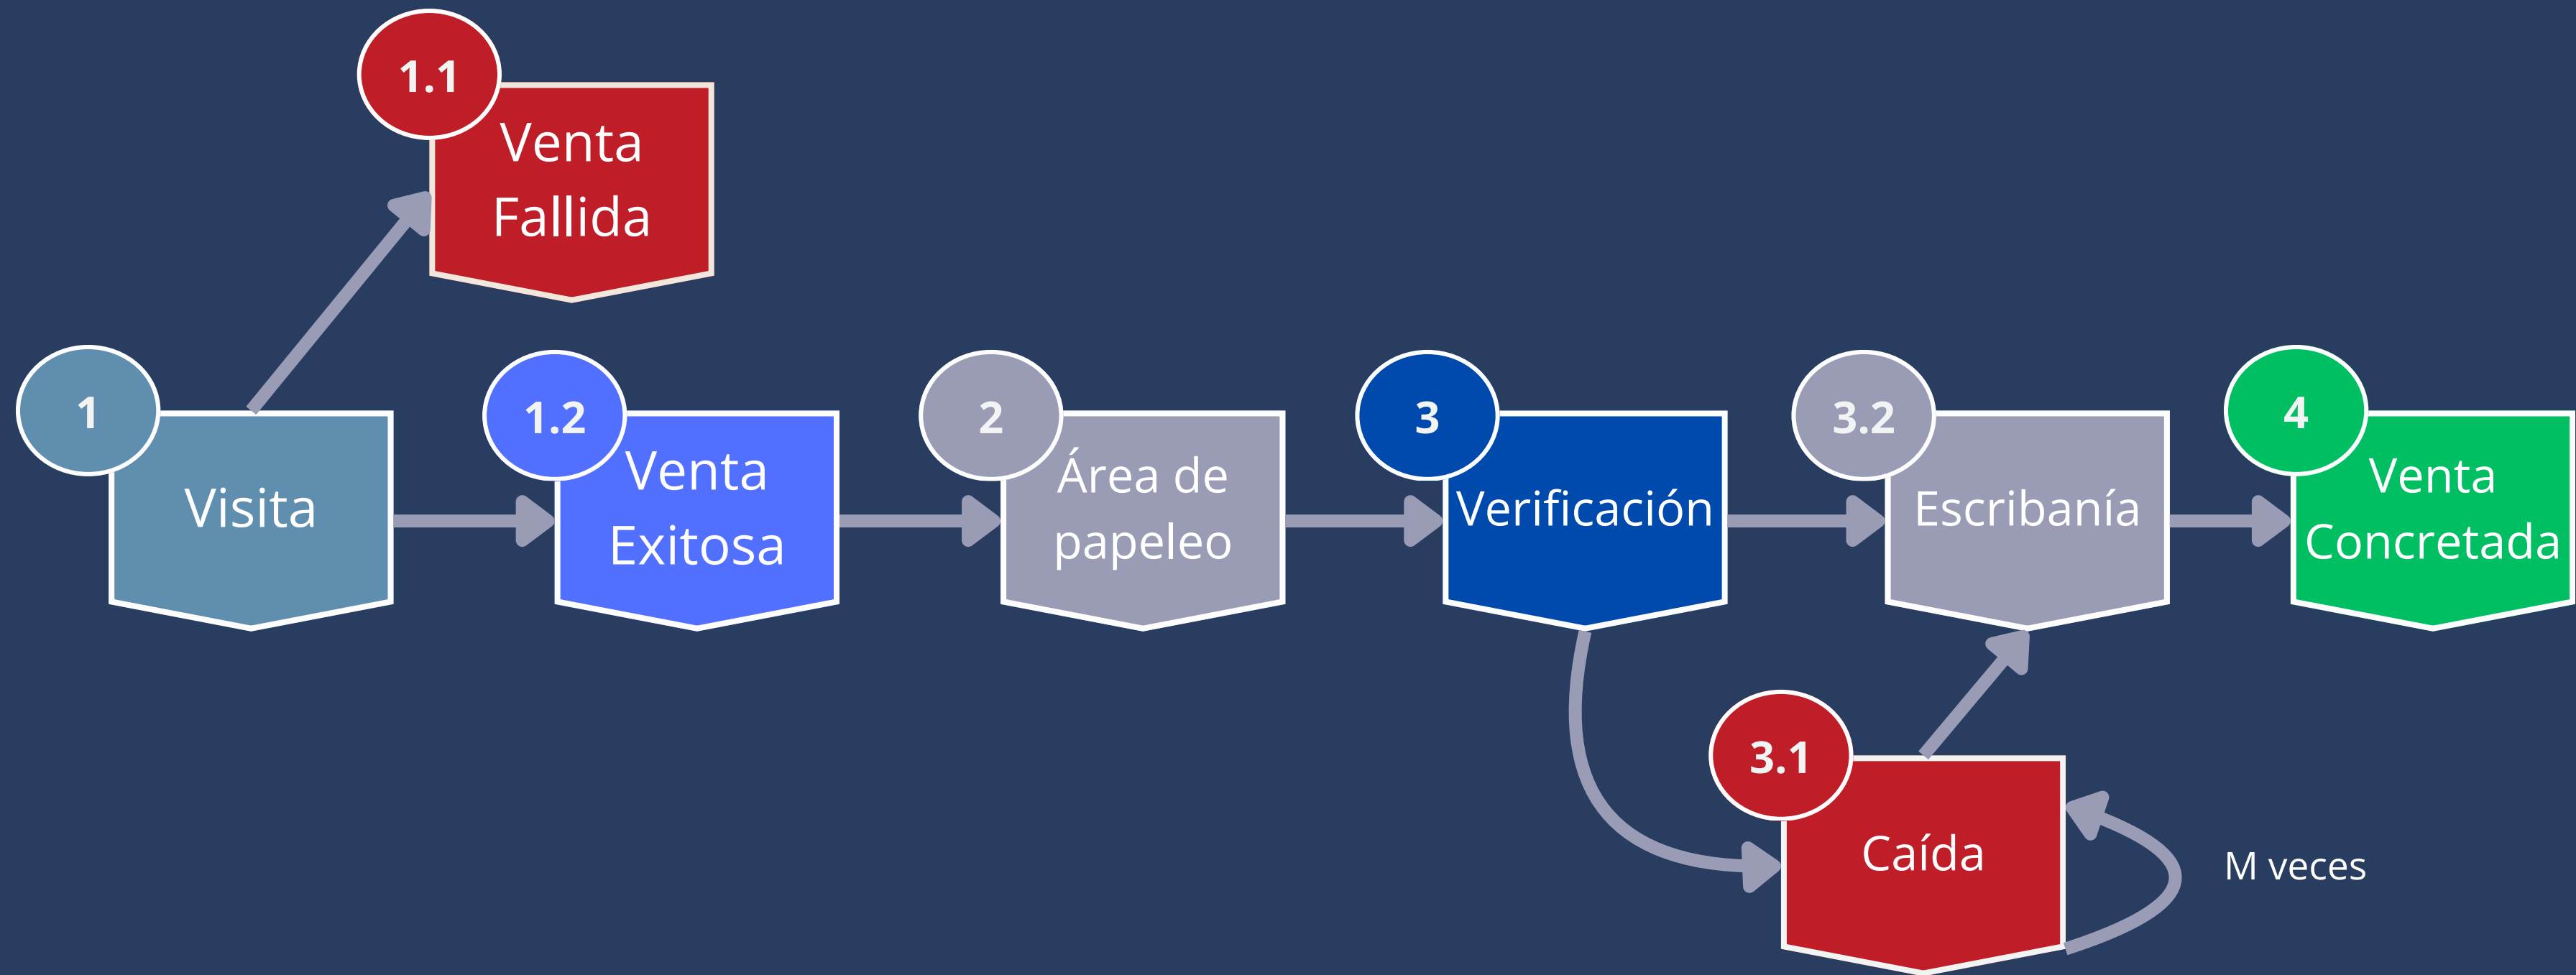 1.1
Venta
Fallida
1
Visita
1.2
Venta
Exitosa
2
Área de
papeleo
3
Verificación
3.2
Escribanía
4
Venta
Concretada
3.1
Caída
M veces